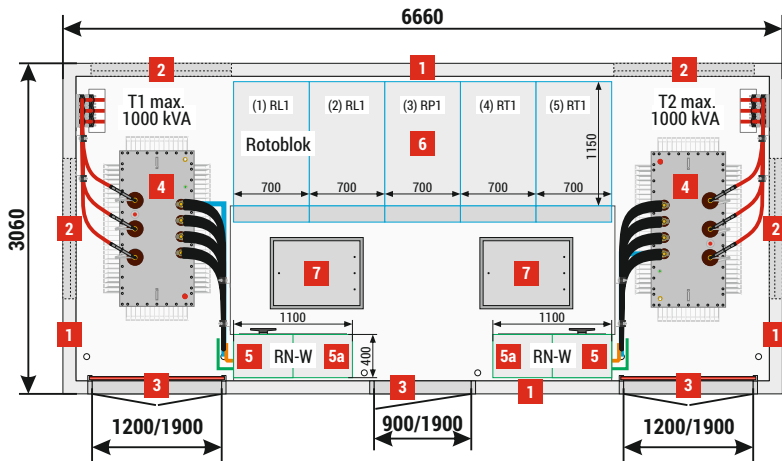 6660
2
1
2
T1 max.
1000 kVA
(1) RL1
(2) RL1
(3) RP1
(4) RT1
(5) RT1
T2 max.
1000 kVA
Rotoblok
6
1150
4
4
700
700
700
700
700
3060
2
2
7
7
1100
1100
1
1
5
RN-W
5a
400
5a
RN-W
5
3
3
1
3
1200/1900
900/1900
1200/1900